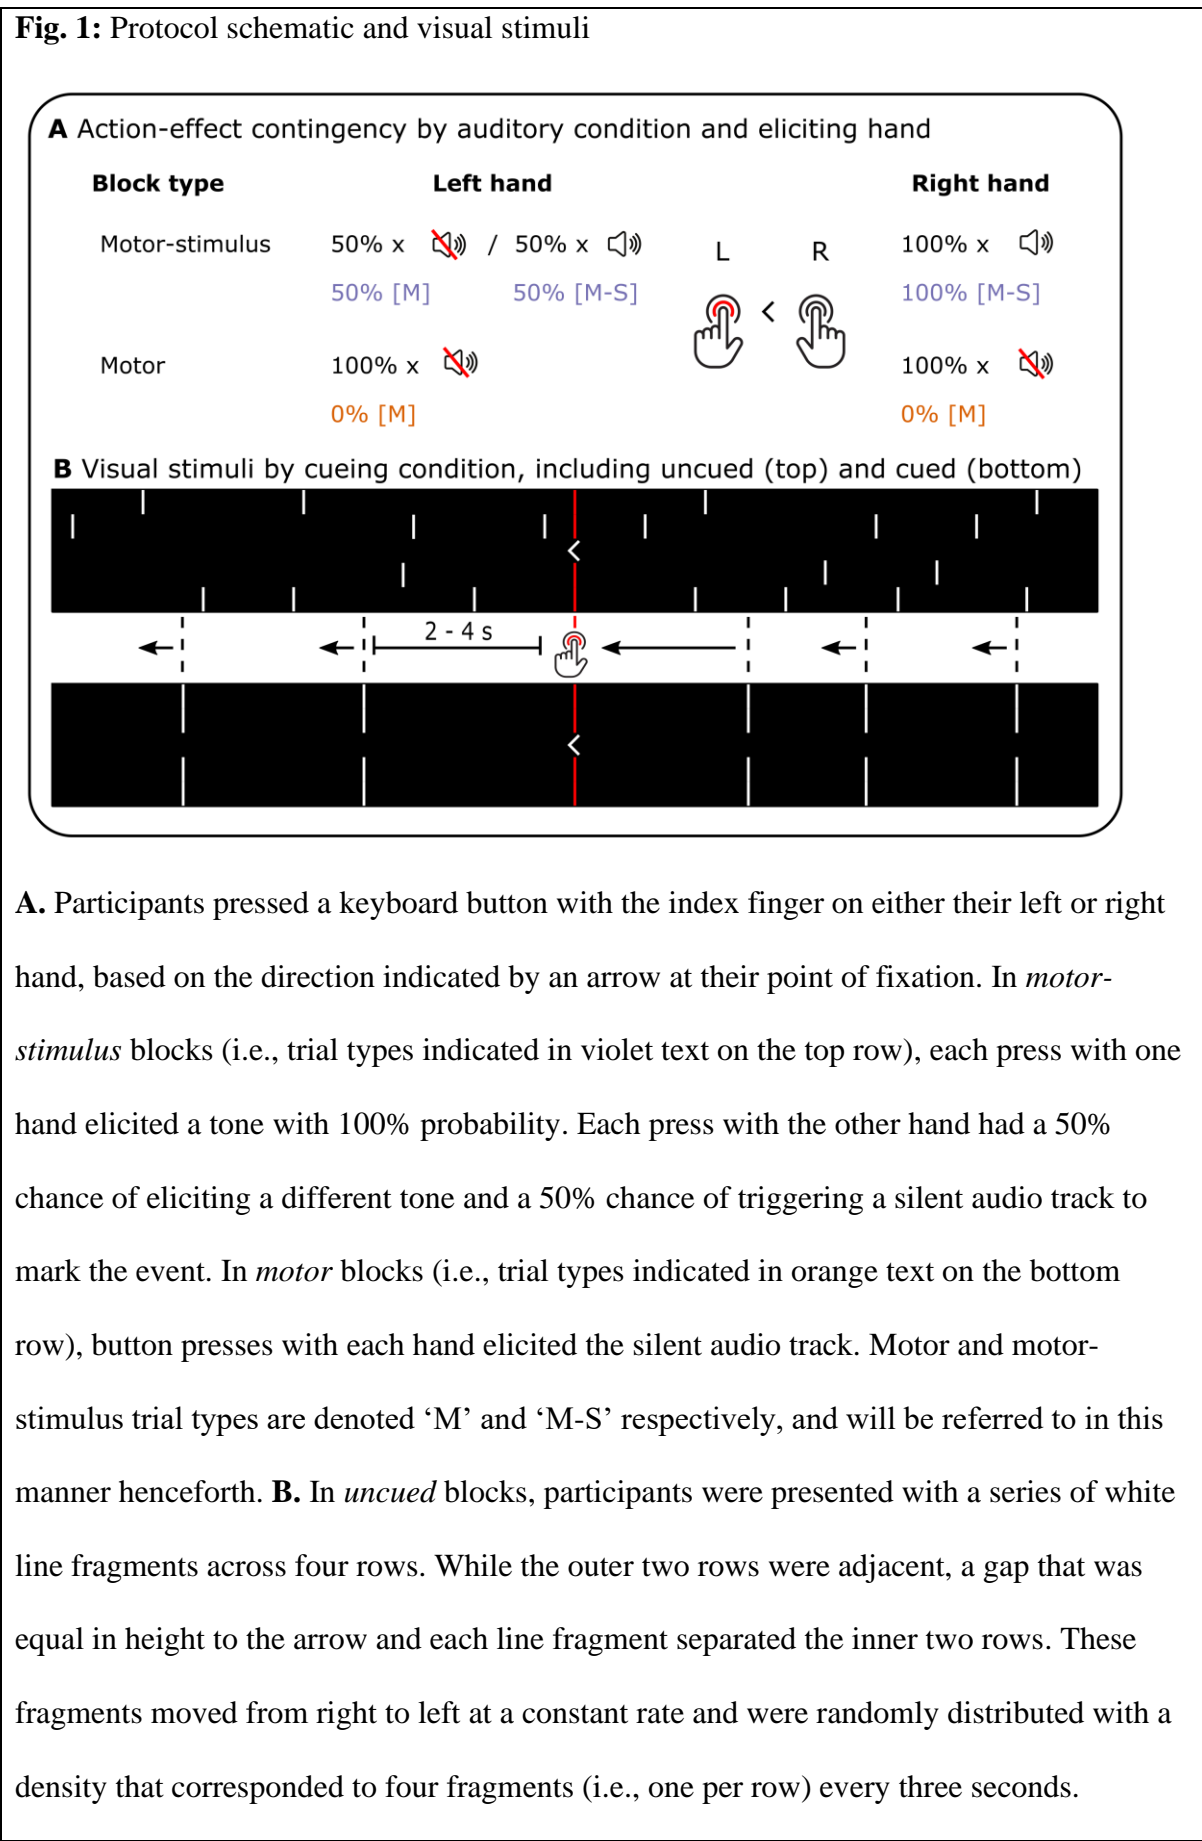 Fig. 1: Protocol schematic and visual stimuli
A Action-effect contingency by auditory condition and eliciting hand
Block type Left hand Right hand
Motor-stimulus 50% x / 50% x L R 100% x
50% [M] 50% [M-S] < 100% [M-S]
Motor 100% x 100% x
0% [M] 0% [M]
B Visual stimuli by cueing condition, including uncued (top) and cued (bottom)
<
2 - 4 s
<
A. Participants pressed a keyboard button with the index finger on either their left or right
hand, based on the direction indicated by an arrow at their point of fixation. In motor-
stimulus blocks (i.e., trial types indicated in violet text on the top row), each press with one
hand elicited a tone with 100% probability. Each press with the other hand had a 50%
chance of eliciting a different tone and a 50% chance of triggering a silent audio track to
mark the event. In motor blocks (i.e., trial types indicated in orange text on the bottom
row), button presses with each hand elicited the silent audio track. Motor and motor-
stimulus trial types are denoted ‘M’ and ‘M-S’ respectively, and will be referred to in this
manner henceforth. B. In uncued blocks, participants were presented with a series of white
line fragments across four rows. While the outer two rows were adjacent, a gap that was
equal in height to the arrow and each line fragment separated the inner two rows. These
fragments moved from right to left at a constant rate and were randomly distributed with a
density that corresponded to four fragments (i.e., one per row) every three seconds.